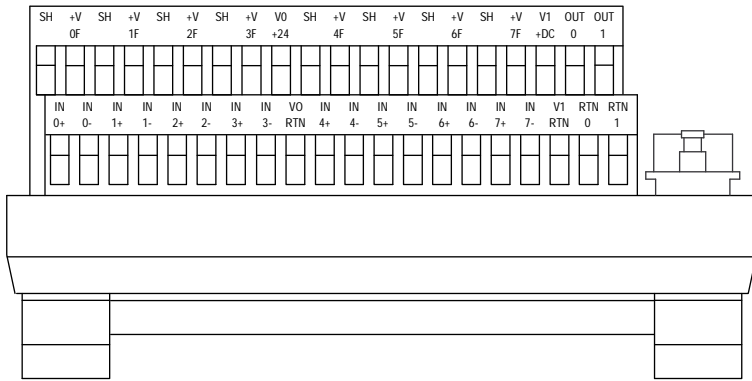 SH +V SH +V SH +V SH +V V0 SH +V SH +V SH +V SH +V V1 OUT OUT
0F 1F 2F 3F +24 4F 5F 6F 7F +DC 0 1
IN IN IN IN IN IN IN IN VO IN IN IN IN IN IN IN IN V1 RTN RTN
0+ 0- 1+ 1- 2+ 2- 3+ 3- RTN 4+ 4- 5+ 5- 6+ 6- 7+ 7- RTN 0 1